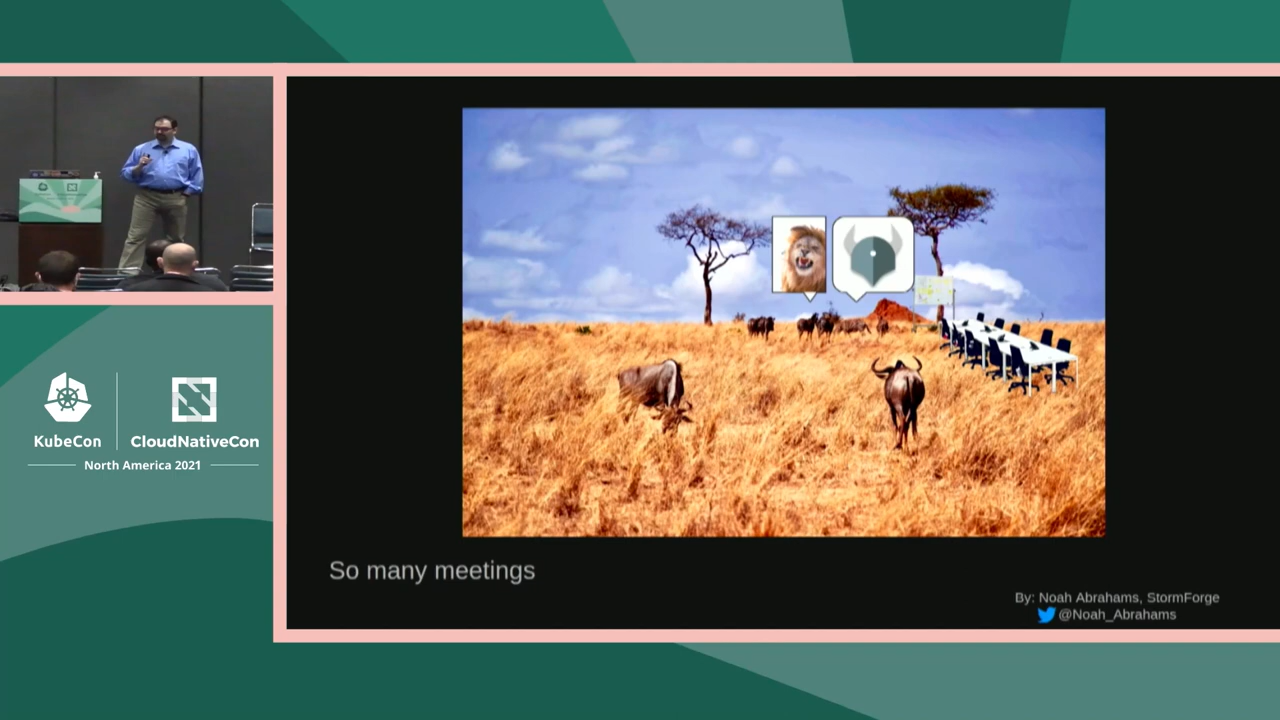 KubeCon
CloudNativeCon
North America 2021
So many meetings
By: Noah Abrahams, StormForge
@Noah_Abrahams